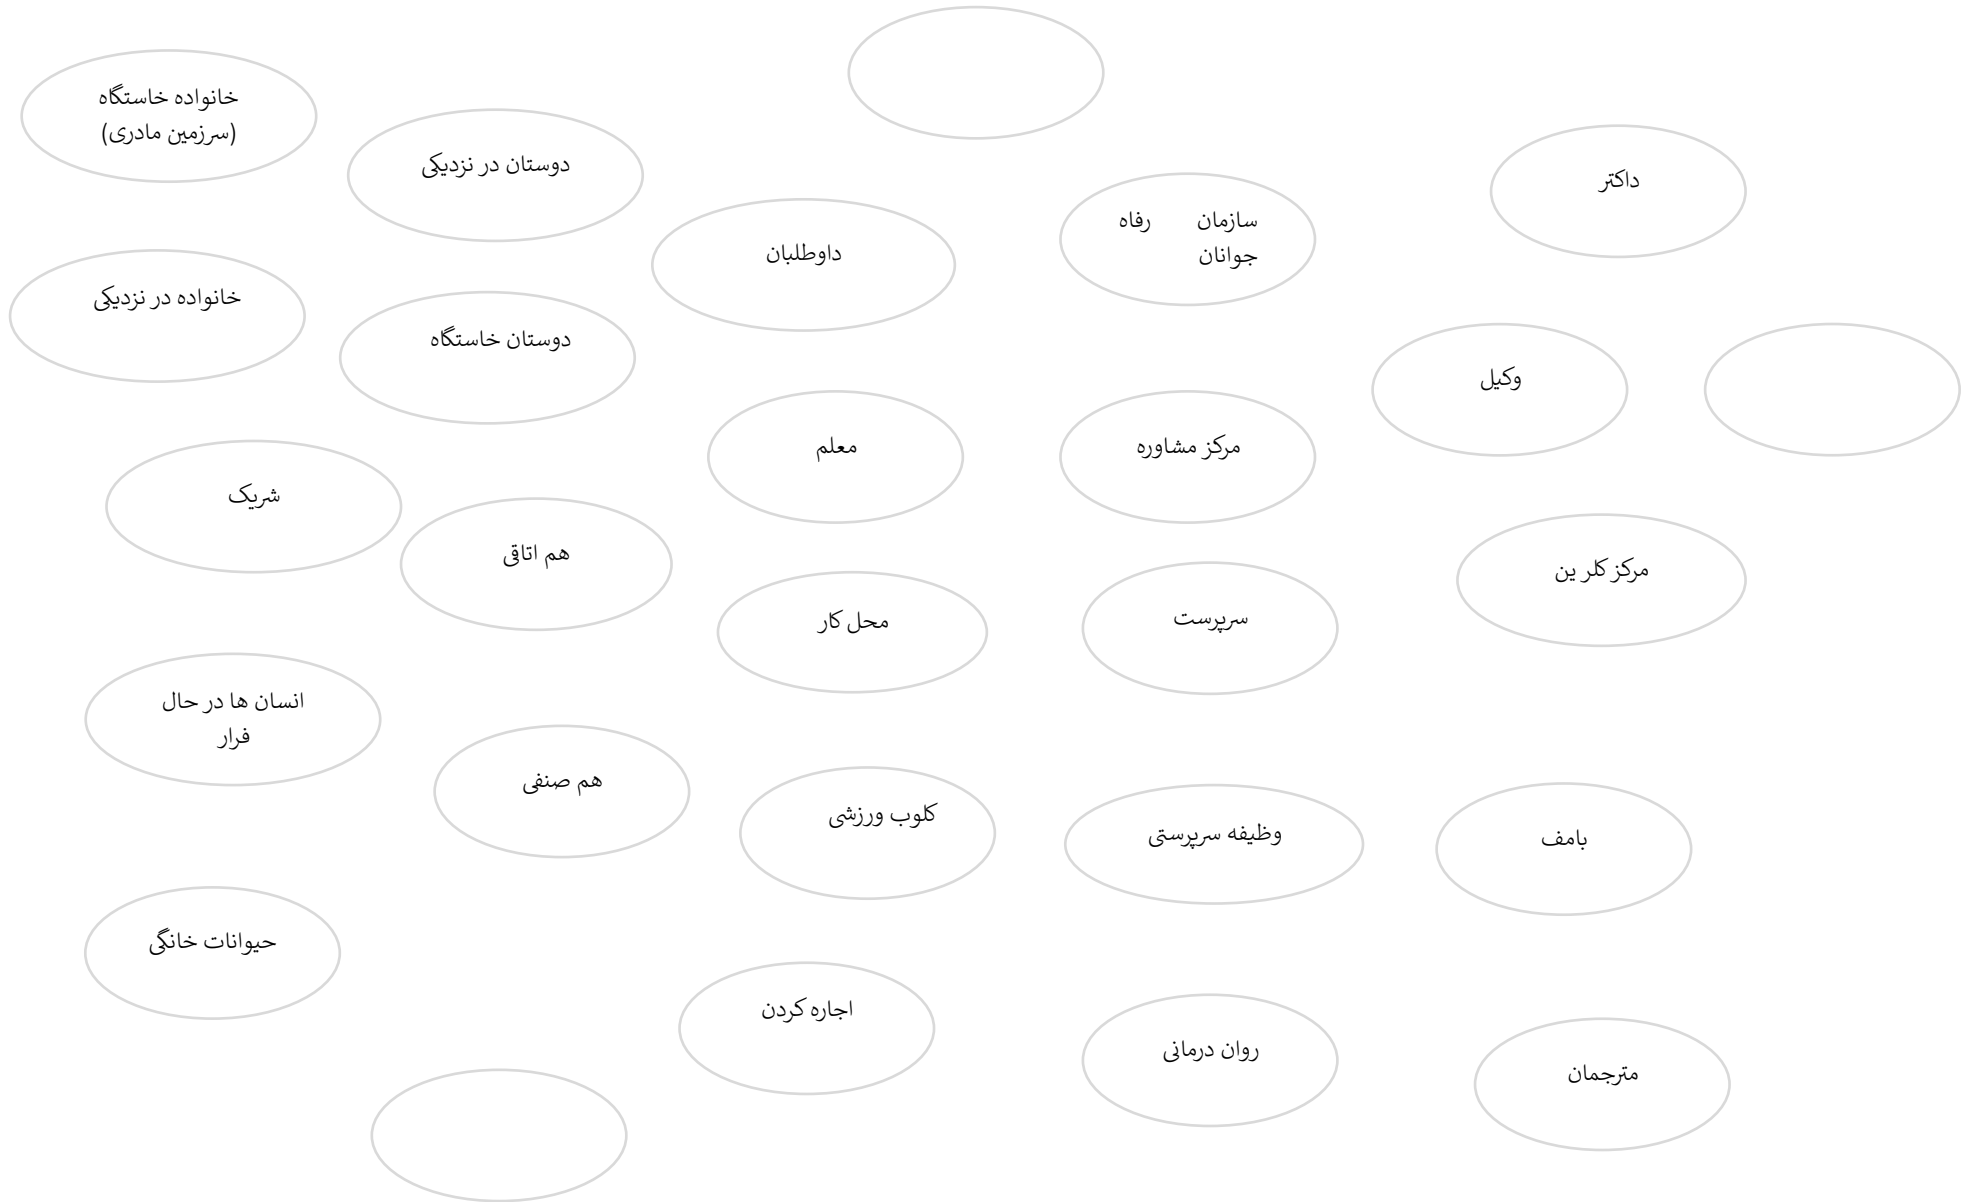 خانواده خاستگاه
(سرزمین مادری)
دوستان در نزدیکی
داکتر
سازمان رفاه
جوانان
داوطلبان
خانواده در نزدیکی
دوستان خاستگاه
وکیل
معلم
مرکز مشاوره
شریک
هم اتاقی
مرکز کلر ین
محل کار
سرپرست
انسان ها در حال
فرار
هم صنفی
کلوب ورزشی
وظیفه سرپرستی
بامف
حیوانات خانگی
اجاره کردن
روان درمانی
مترجمان